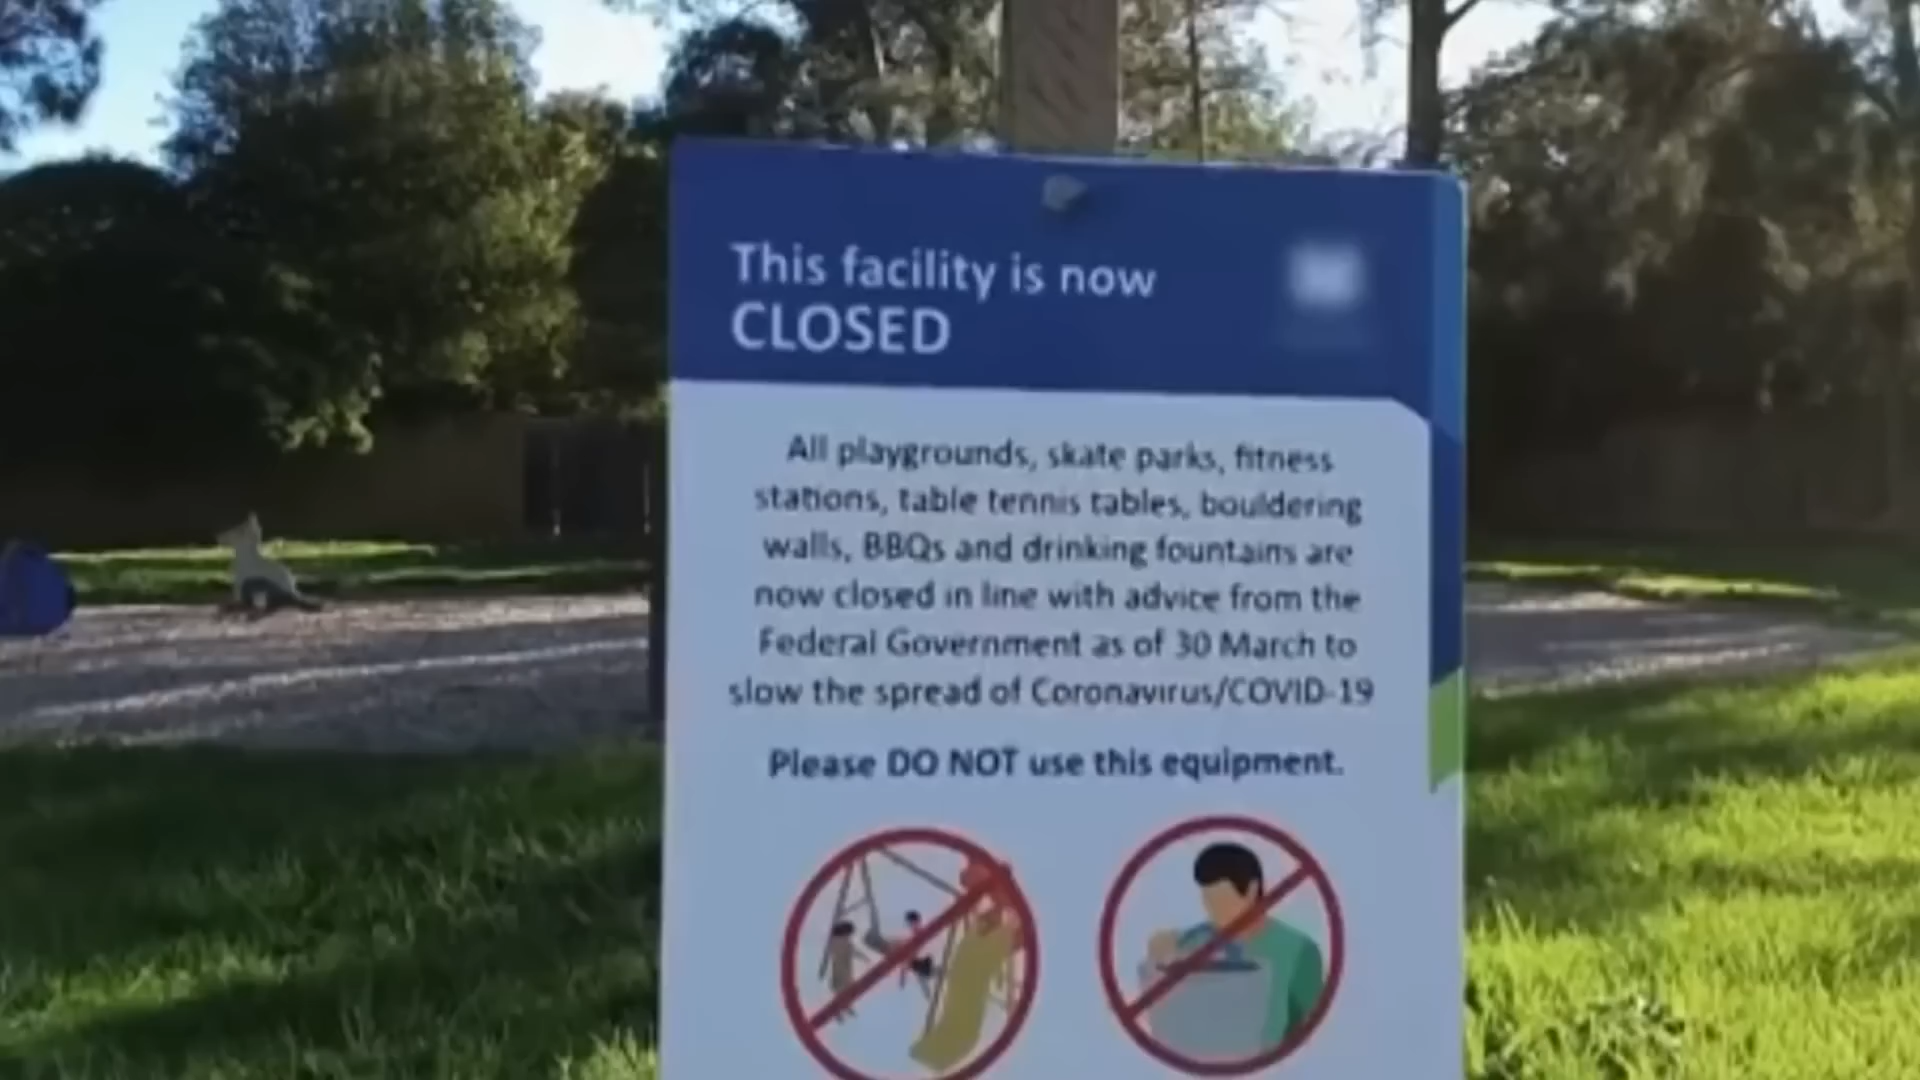 This facility is now
CLOSED
All playgrounds, skate parks, fitness
stations, table tennis tables, bouldering
walls, BBQs and drinking fountains are
now closed in line with advice from the
Federal Government as of 30 March to
slow the spread of Coronavirus/COVID-19
Please DO NOT use this equipment.